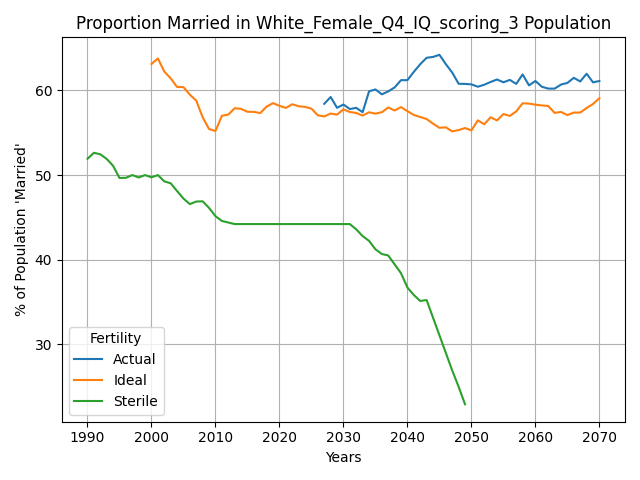 Proportion Married in White_Female_Q4_IQ_scoring_3 Population
% of Population 'Married'
60
50
40
30
Fertility
Actual
Ideal
Sterile
1990 2000 2010 2020 2030 2040 2050 2060 2070
Years